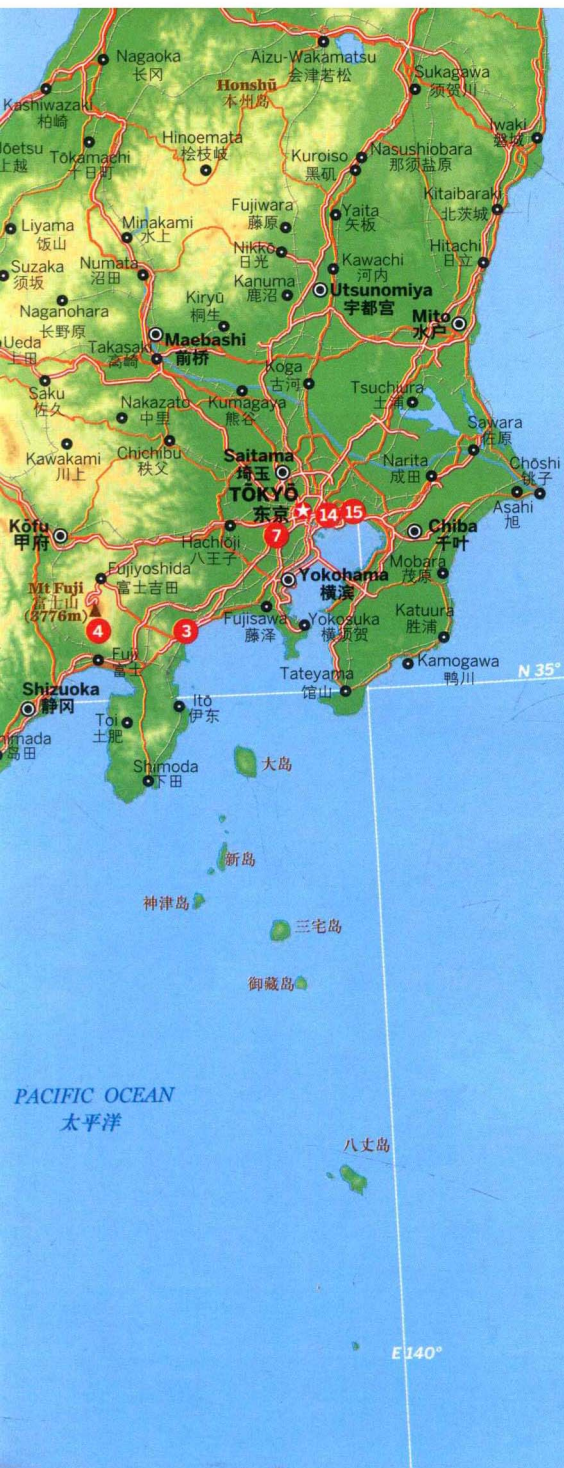 Nagaoka
长冈
Aizu-Wakamatsu
会津若松
Honshū
本州岛
Sukagawa
须贺川
Kashiwazaki
柏崎
Iwaki
磐城
上越
Tōkamachi
十日町
Hinoemata
桧枝岐
Kuroiso
黑矶
Nasushiobara
那须盐原
Kitaibaraki
北茨城
Liyama
饭山
Minakami
水上
Fujiwara
藤原
Yaita
矢板
Nikkō
日光
Kawachi
河内
Hitachi
日立
Suzaka
须坂
Numata
沼田
Kanuma
鹿沼
Utsunomiya
宇都宫
Naganohara
长野原
Kiryū
桐生
Mito
水户
Maebashi
前桥
Ueda
上田
Takasaki
高崎
Koga
古河
Saku
佐久
Nakazato
中里
Kumagaya
熊谷
Tsuchiura
土浦
Kawakami
川上
Chichibu
秩父
Saitama
埼玉
Narita
成田
Sawara
佐原
Chōshi
铫子
Asahi
旭
TŌKYŌ
东京
14
15
7
Kōfu
甲府
Hachiōji
八王子
Chiba
千叶
Mt Fuji
富士山
(3776m)
Fujiyoshida
富士吉田
Yokohama
横滨
Mobara
茂原
4
3
Fujisawa
藤泽
Yokosuka
横须贺
Katuura
胜浦
Fuji
富士
Kamogawa
鸭川
Tateyama
馆山
N 35°
Shizuoka
静冈
Itō
伊东
Toi
土肥
岛田
Shimoda
下田
大岛
新岛
神津岛
三宅岛
御藏岛
PACIFIC OCEAN
太平洋
八丈岛
E 140°